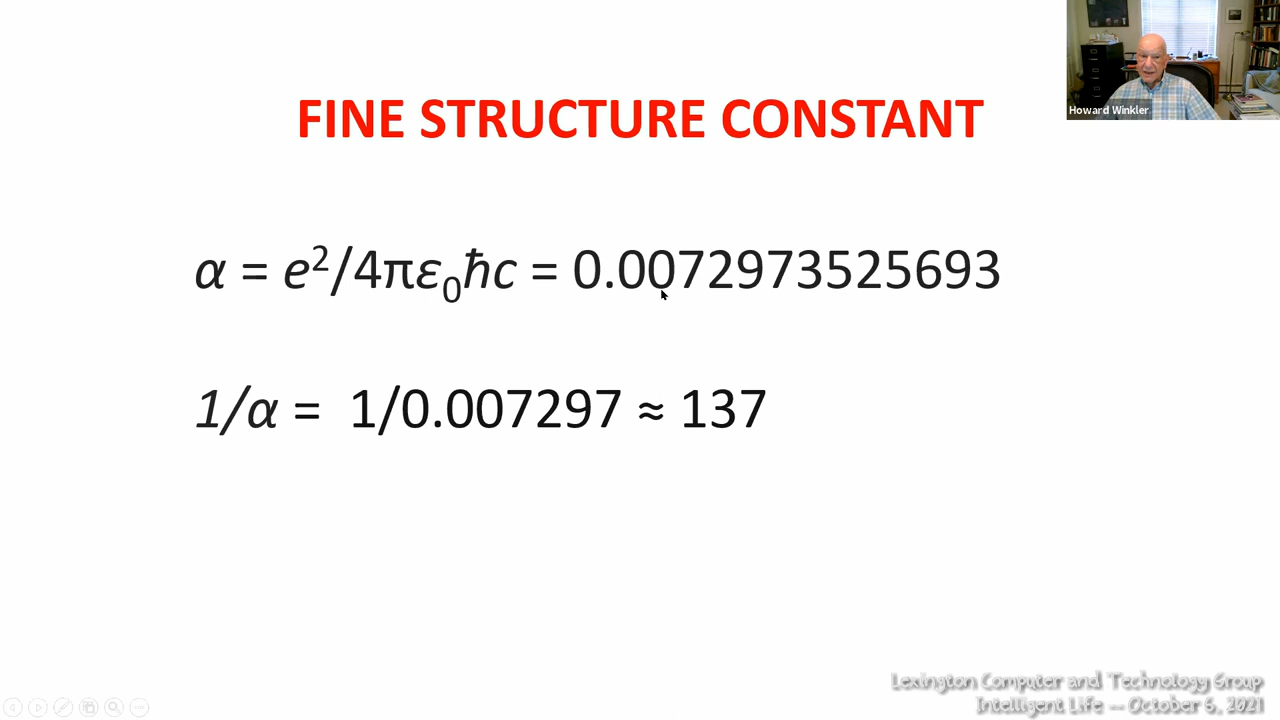 Howard Winkler
FINE STRUCTURE CONSTANT
α = e²/4πε₀ħc = 0.0072973525693
1/α = 1/0.007297 ≈ 137
Lexington Computer and Technology Group
Intelligent Life -- October 6, 2021